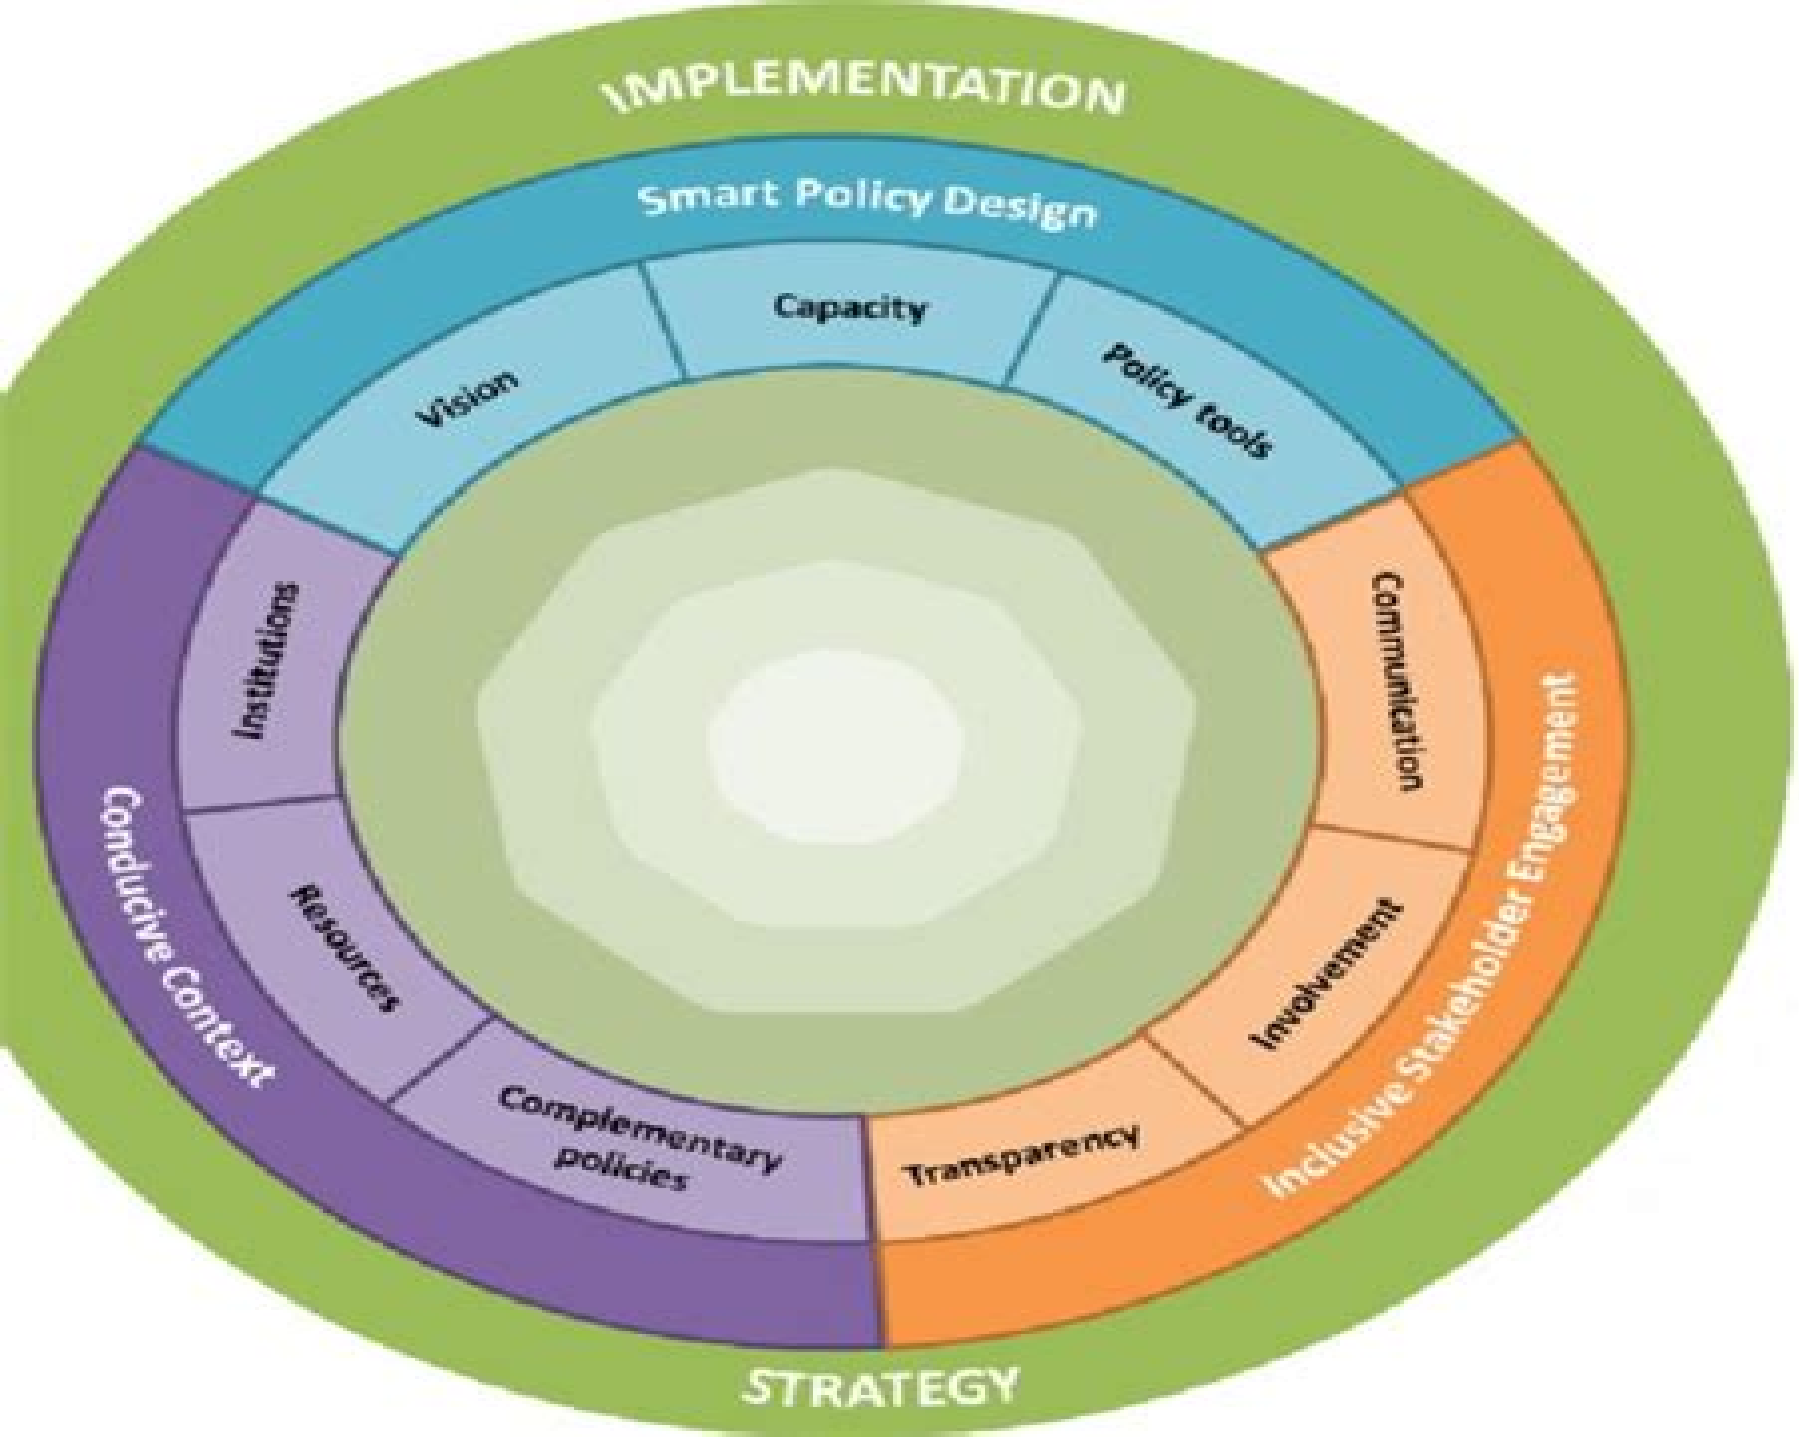 IMPLEMENTATION
Smart Policy Design
Vision
Capacity
Policy tools
Communication
Involvement
Transparency
Inclusive Stakeholder Engagement
Institutions
Resources
Complementary
policies
Conducive Context
STRATEGY